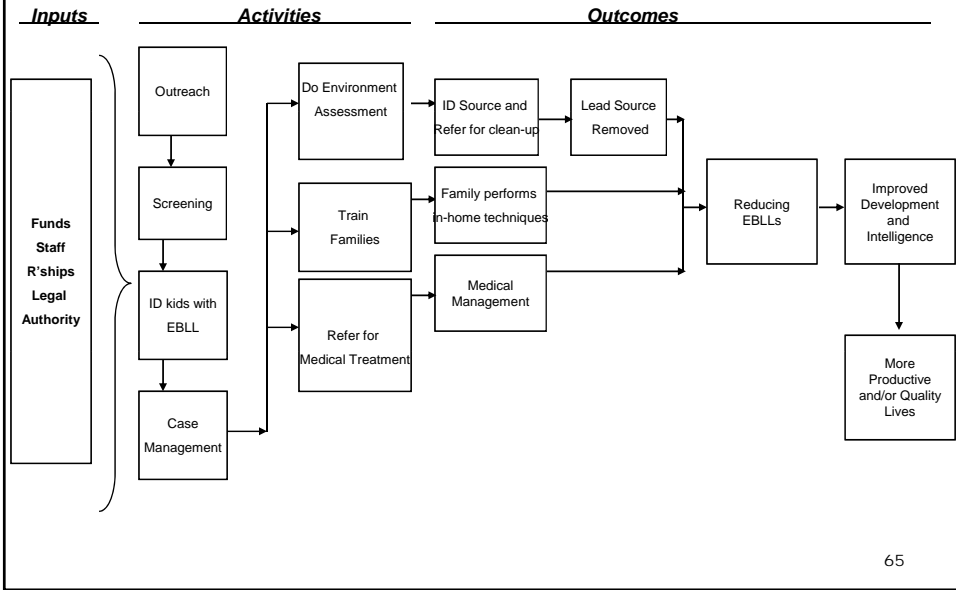 Inputs
Activities
Outcomes
Funds
Staff
R'ships
Legal
Authority
Outreach
Screening
ID kids with
EBLL
Case
Management
Do Environment
Assessment
Train
Families
Refer for
Medical Treatment
ID Source and
Refer for clean-up
Lead Source
Removed
Family performs
in-home techniques
Medical
Management
Reducing
EBLLs
Improved
Development
and
Intelligence
More
Productive
and/or Quality
Lives
65